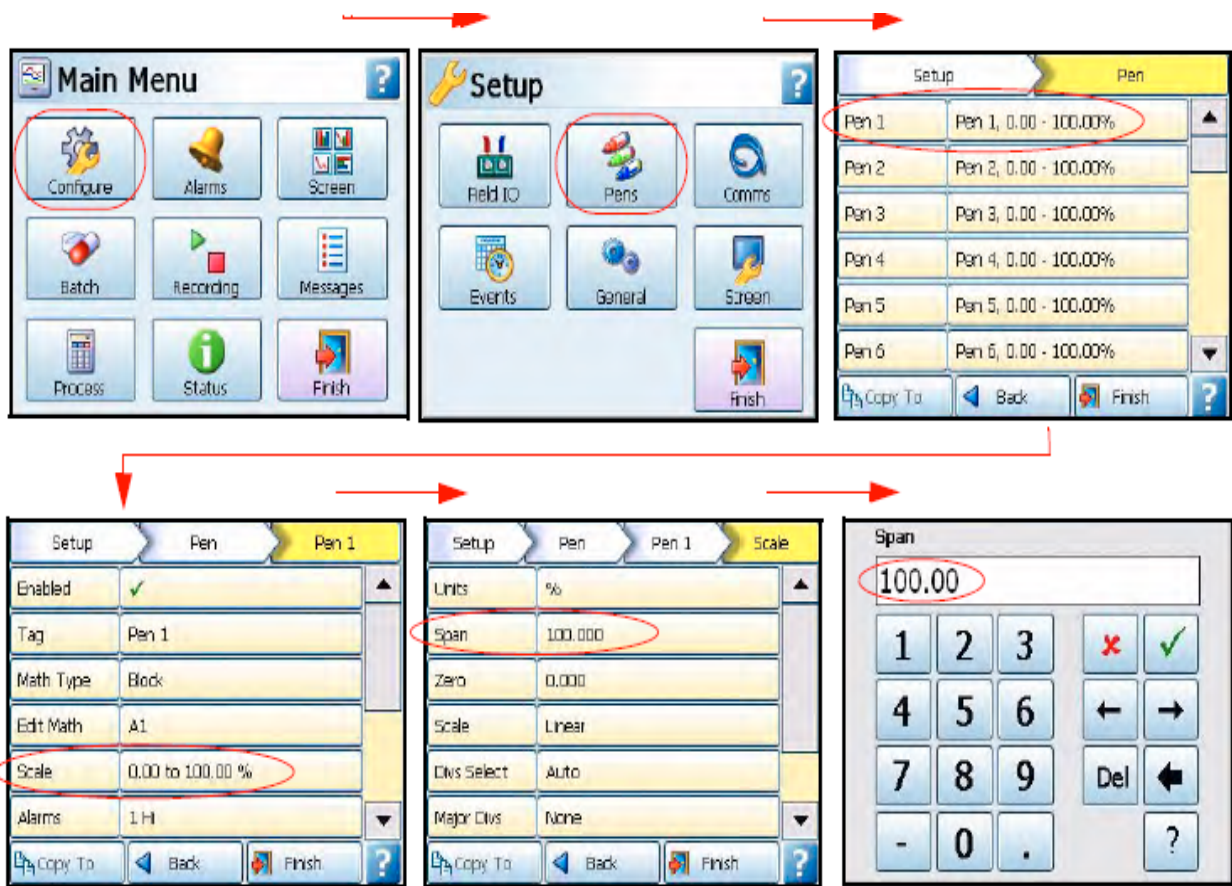 Main Menu ?
Configure Alarms Screen
Batch Recording Messages
Process Status Finish
Setup ?
Field IO Pens Comms
Events General Screen
Finish
Setup Pen
Pen 1 Pen 1, 0.00 - 100.00%
Pen 2 Pen 2, 0.00 - 100.00%
Pen 3 Pen 3, 0.00 - 100.00%
Pen 4 Pen 4, 0.00 - 100.00%
Pen 5 Pen 5, 0.00 - 100.00%
Pen 6 Pen 6, 0.00 - 100.00%
Copy To Back Finish ?
Setup Pen Pen 1
Enabled ✓
Tag Pen 1
Math Type Block
Edit Math A1
Scale 0.00 to 100.00 %
Alarms 1 Hi
Copy To Back Finish ?
Setup Pen Pen 1 Scale
Units %
Span 100.000
Zero 0.000
Scale Linear
Divs Select Auto
Major Divs None
Copy To Back Finish ?
Span
100.00
1 2 3
4 5 6
7 8 9 Del
- 0 . ?